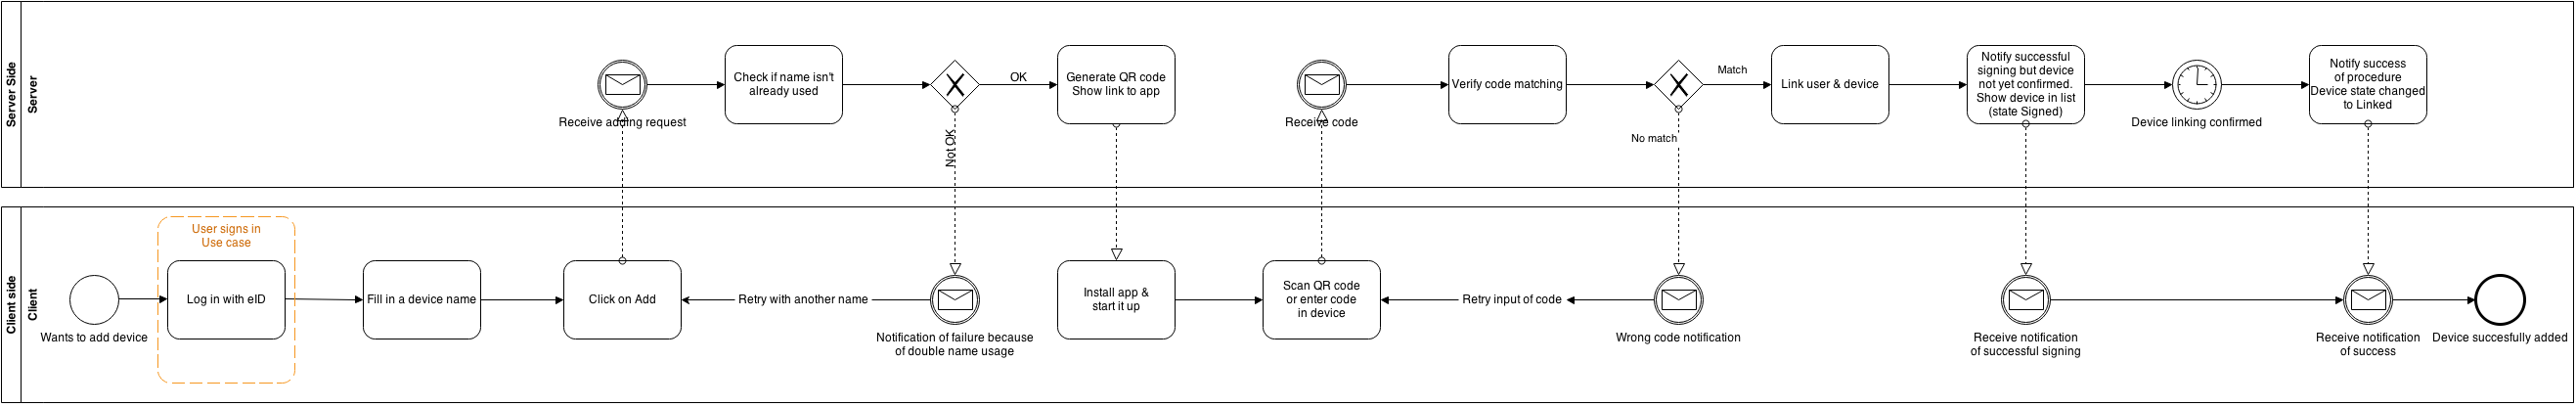 Server Side
Server
Receive adding request
Check if name isn't
already used
OK
Not OK
Generate QR code
Show link to app
Receive code
Verify code matching
Match
No match
Link user & device
Notify successful
signing but device
not yet confirmed.
Show device in list
(state Signed)
Device linking confirmed
Notify success
of procedure
Device state changed
to Linked
Client side
Client
Wants to add device
User signs in
Use case
Log in with eID
Fill in a device name
Click on Add
Retry with another name
Notification of failure because
of double name usage
Install app &
start it up
Scan QR code
or enter code
in device
Retry input of code
Wrong code notification
Receive notification
of successful signing
Receive notification
of success
Device succesfully added